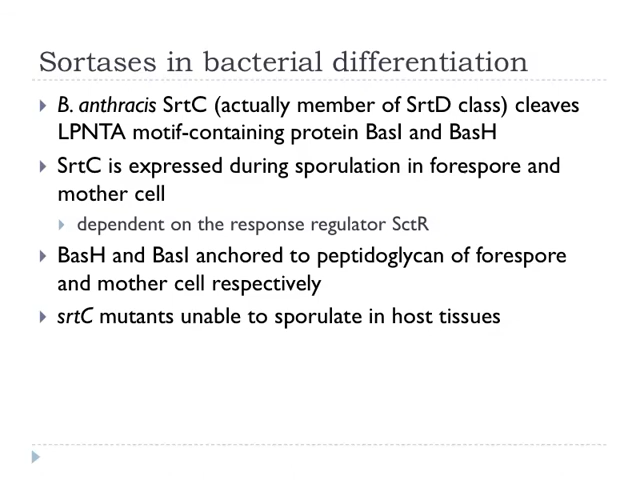 Sortases in bacterial differentiation
B. anthracis SrtC (actually member of SrtD class) cleaves
LPNTA motif-containing protein BasI and BasH
SrtC is expressed during sporulation in forespore and
mother cell
dependent on the response regulator SctR
BasH and BasI anchored to peptidoglycan of forespore
and mother cell respectively
srtC mutants unable to sporulate in host tissues